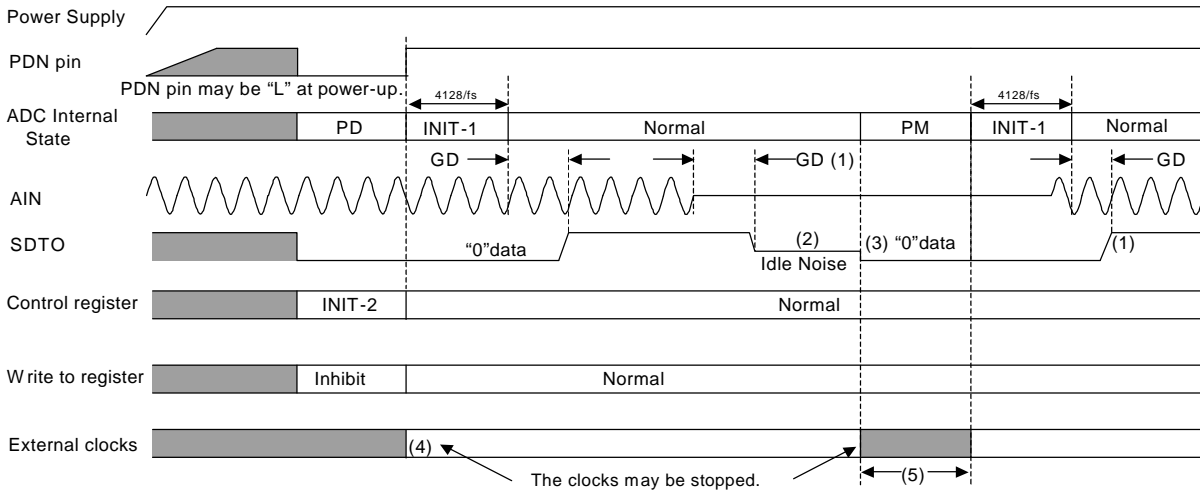 Power Supply
PDN pin
PDN pin may be “L” at power-up.
4128/fs
4128/fs
ADC Internal
State
PD
INIT-1
Normal
PM
INIT-1
Normal
GD
GD (1)
GD
AIN
SDTO
“0”data
(2)
Idle Noise
(3) “0”data
(1)
Control register
INIT-2
Normal
Write to register
Inhibit
Normal
External clocks
(4)
The clocks may be stopped.
(5)